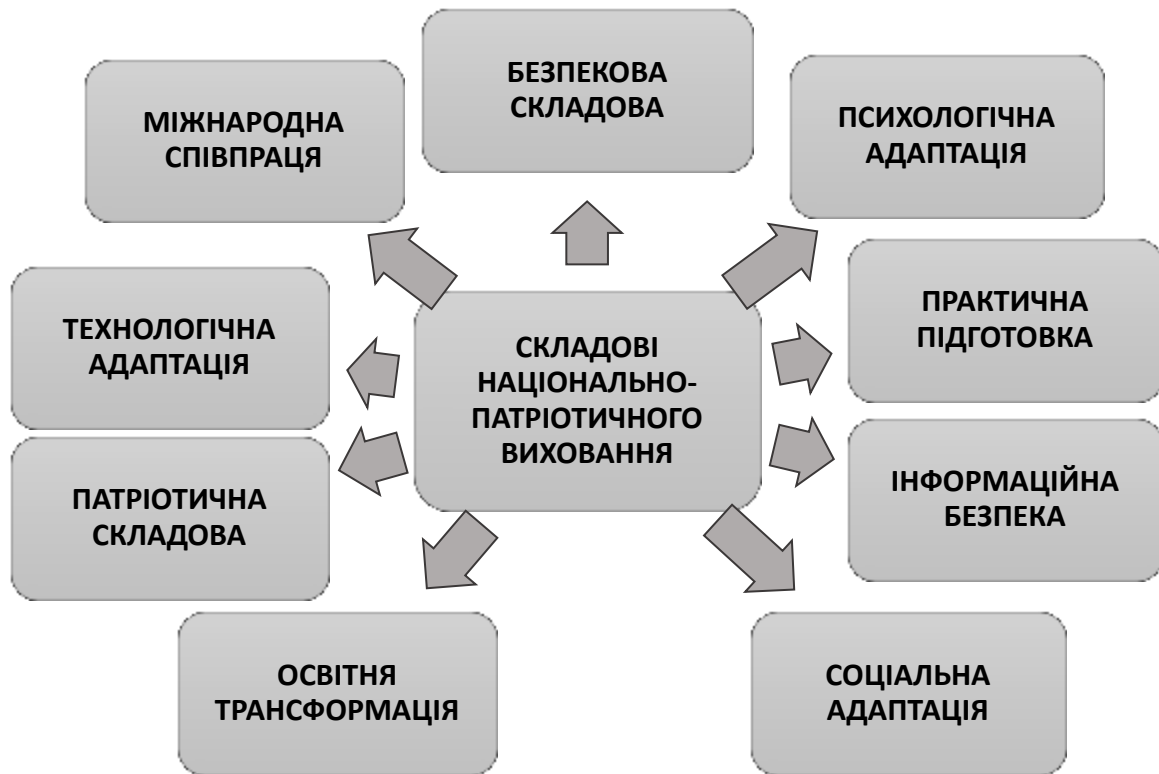 БЕЗПЕКОВА
СКЛАДОВА
МІЖНАРОДНА
СПІВПРАЦЯ
ПСИХОЛОГІЧНА
АДАПТАЦІЯ
ТЕХНОЛОГІЧНА
АДАПТАЦІЯ
СКЛАДОВІ
НАЦІОНАЛЬНО-
ПАТРІОТИЧНОГО
ВИХОВАННЯ
ПРАКТИЧНА
ПІДГОТОВКА
ПАТРІОТИЧНА
СКЛАДОВА
ІНФОРМАЦІЙНА
БЕЗПЕКА
ОСВІТНЯ
ТРАНСФОРМАЦІЯ
СОЦІАЛЬНА
АДАПТАЦІЯ